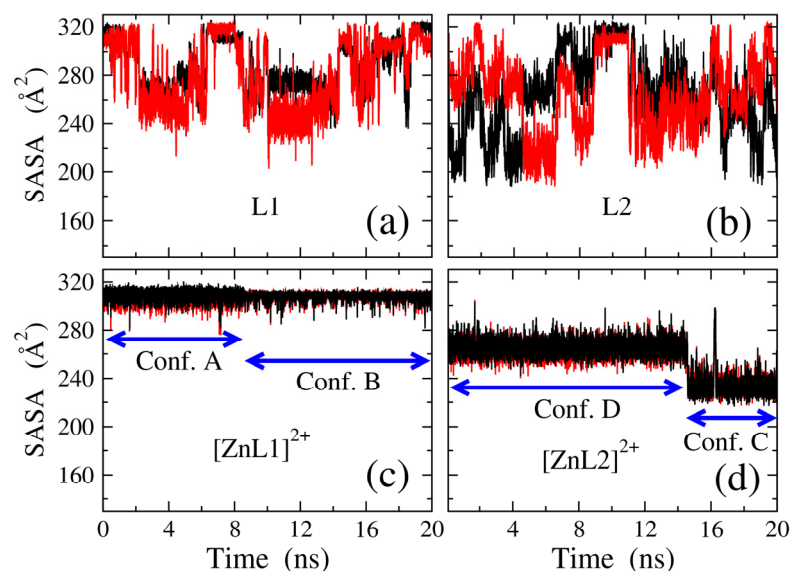 320
280
240
200
160
SASA (Å²)
L1
(a)
L2
(b)
320
280
240
200
160
SASA (Å²)
Conf. A
Conf. B
[ZnL1]²⁺
(c)
Conf. D
Conf. C
[ZnL2]²⁺
(d)
0 4 8 12 16 20
4 8 12 16 20
Time (ns)
Time (ns)